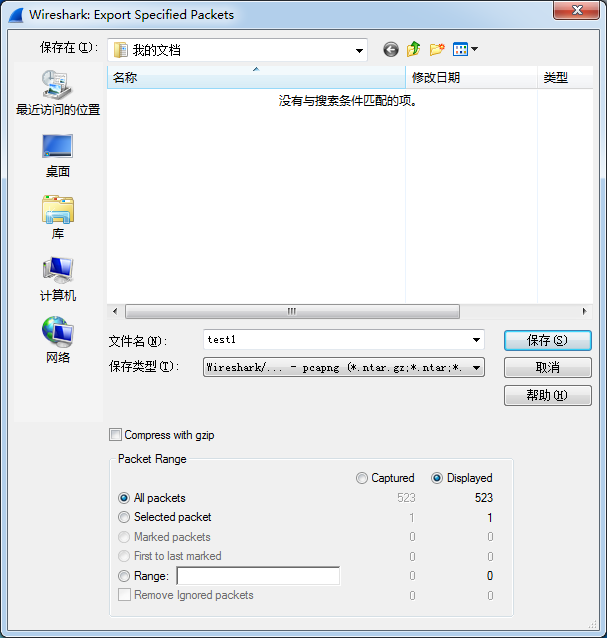 Wireshark: Export Specified Packets
保存在(I): 我的文档
名称 修改日期 类型
没有与搜索条件匹配的项。
最近访问的位置
桌面
库
计算机
网络
文件名(N): test1 保存(S)
保存类型(T): Wireshark/... - pcapng (*.ntar.gz;*.ntar;*. 取消
帮助(H)
Compress with gzip
Packet Range
Captured Displayed
All packets 523 523
Selected packet 1 1
Marked packets 0 0
First to last marked 0 0
Range: 0 0
Remove Ignored packets 0 0